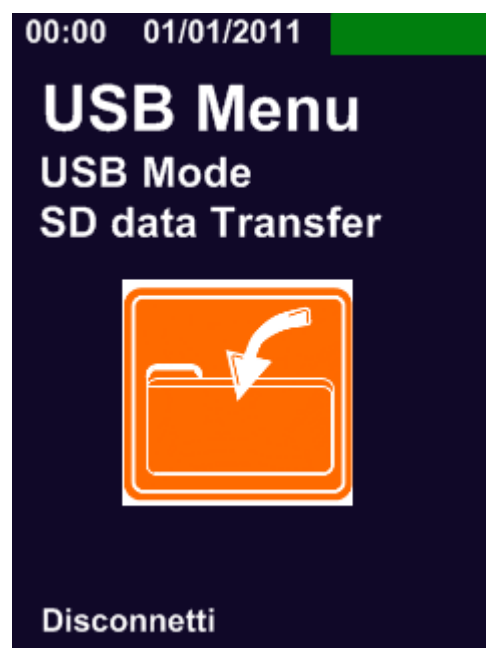 00:00 01/01/2011
USB Menu
USB Mode
SD data Transfer
Disconnetti